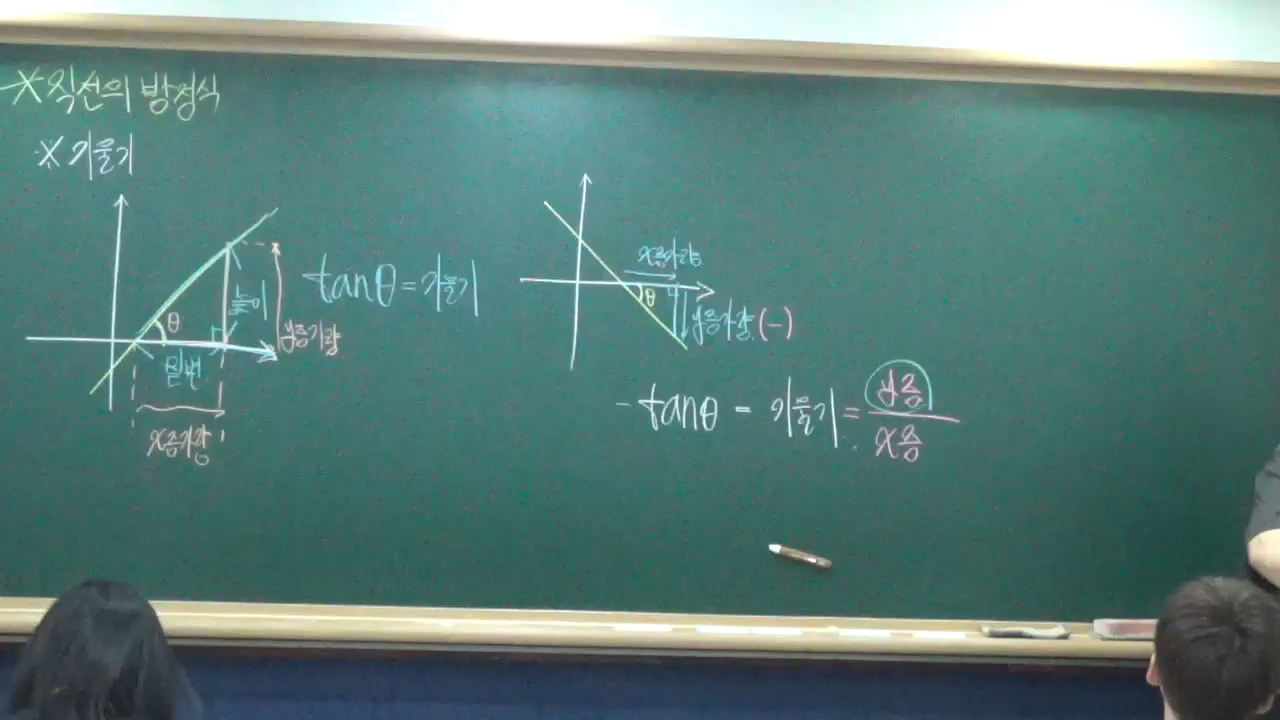 ※ 직선의 방정식
※ 기울기
θ
높이
밑변
y증가량
x증가량
tanθ = 기울기
x증가량
θ
y증가량 (-)
-tanθ = 기울기 = y증/x증